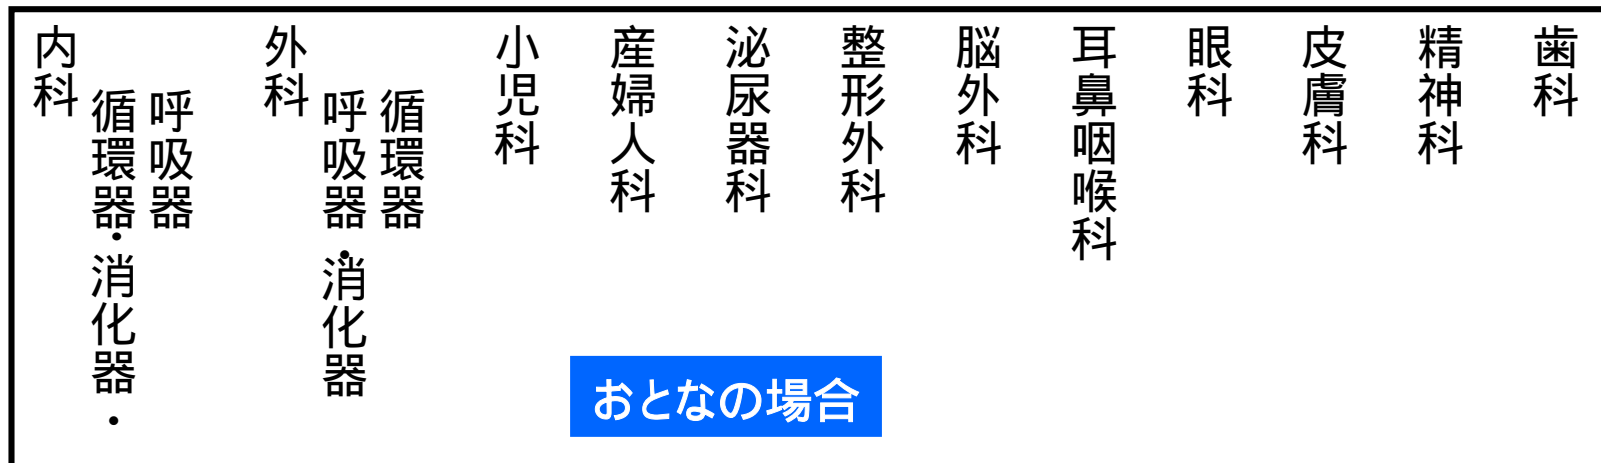 内科
循環器・消化器・
呼吸器
外科
呼吸器・消化器
循環器
小児科
産婦人科
泌尿器科
整形外科
脳外科
耳鼻咽喉科
眼科
皮膚科
精神科
歯科
おとなの場合